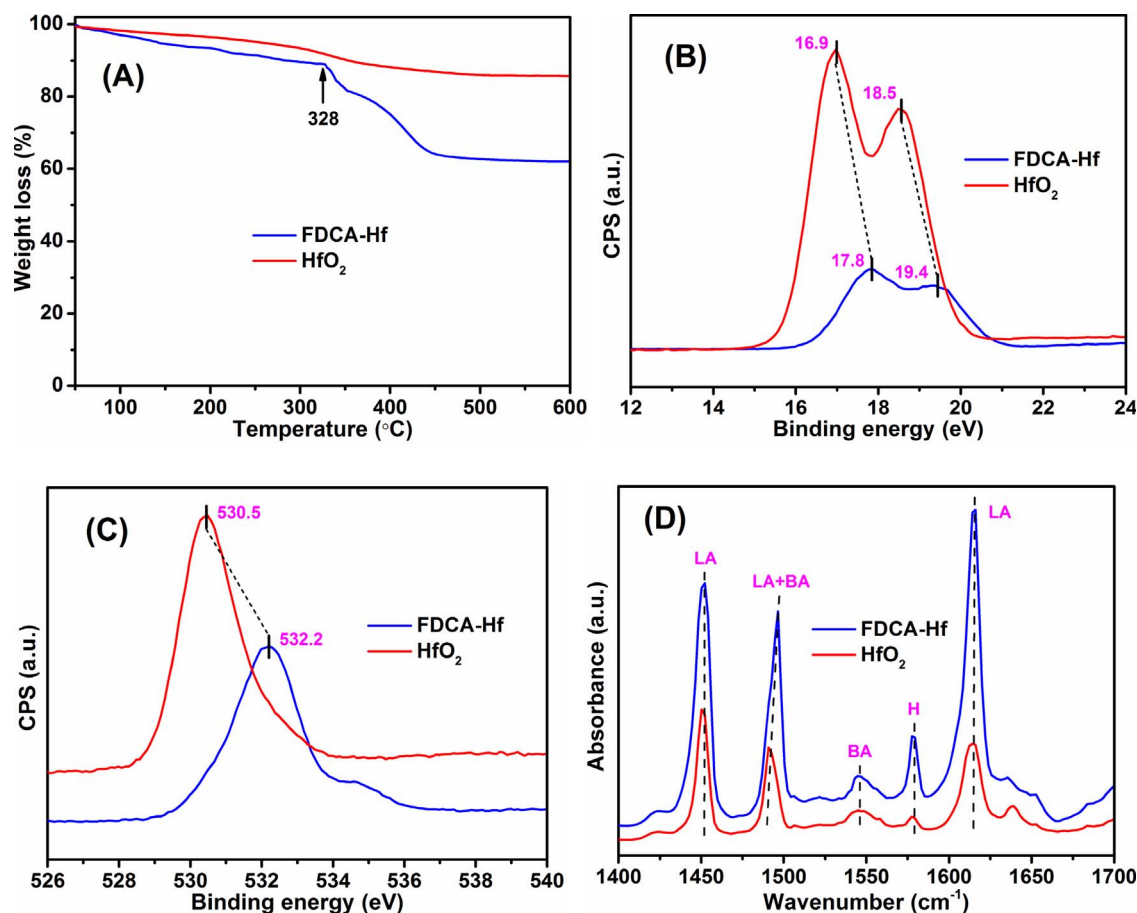 (A)
100
80
60
40
20
0
Weight loss (%)
328
FDCA-Hf
HfO₂
100 200 300 400 500 600
Temperature (°C)
(B)
16.9
18.5
17.8
19.4
FDCA-Hf
HfO₂
CPS (a.u.)
12 14 16 18 20 22 24
Binding energy (eV)
(C)
530.5
532.2
FDCA-Hf
HfO₂
CPS (a.u.)
526 528 530 532 534 536 538 540
Binding energy (eV)
(D)
LA
LA
LA+BA
FDCA-Hf
HfO₂
H
BA
Absorbance (a.u.)
1400 1450 1500 1550 1600 1650 1700
Wavenumber (cm⁻¹)